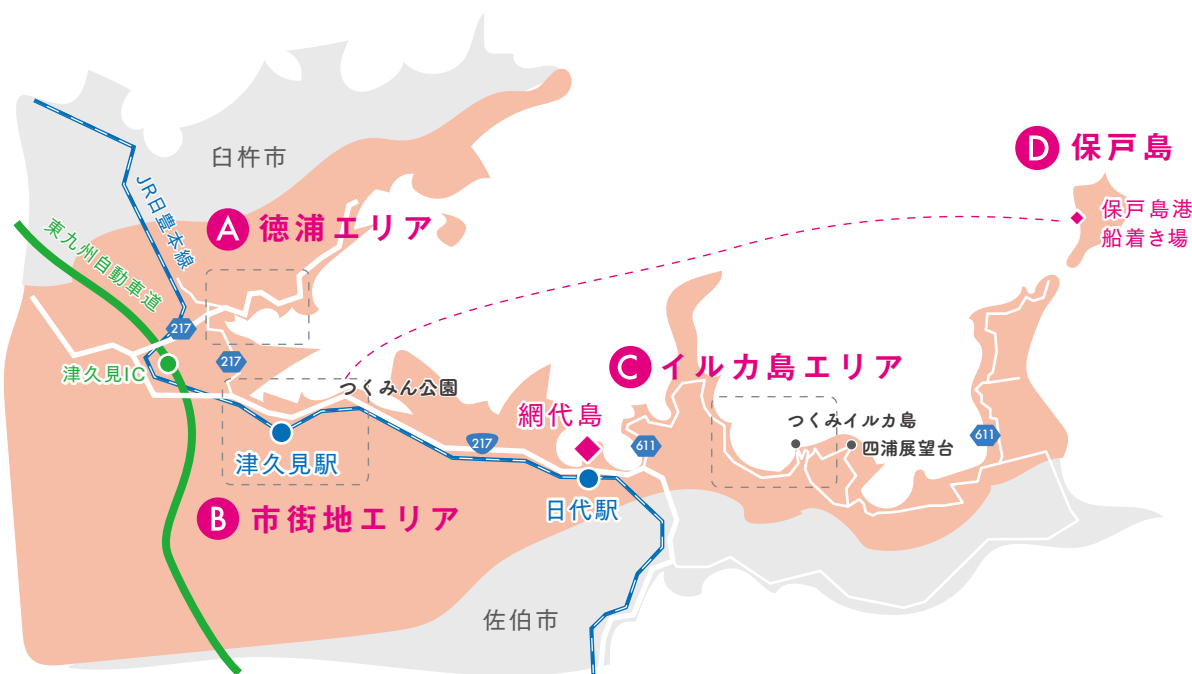 臼杵市
D 保戸島
JR日豊本線
A 徳浦エリア
保戸島港
船着き場
東九州自動車道
217
217
津久見IC
C イルカ島エリア
つくみん公園
網代島
つくみイルカ島
217
611
四浦展望台
611
津久見駅
B 市街地エリア
日代駅
佐伯市